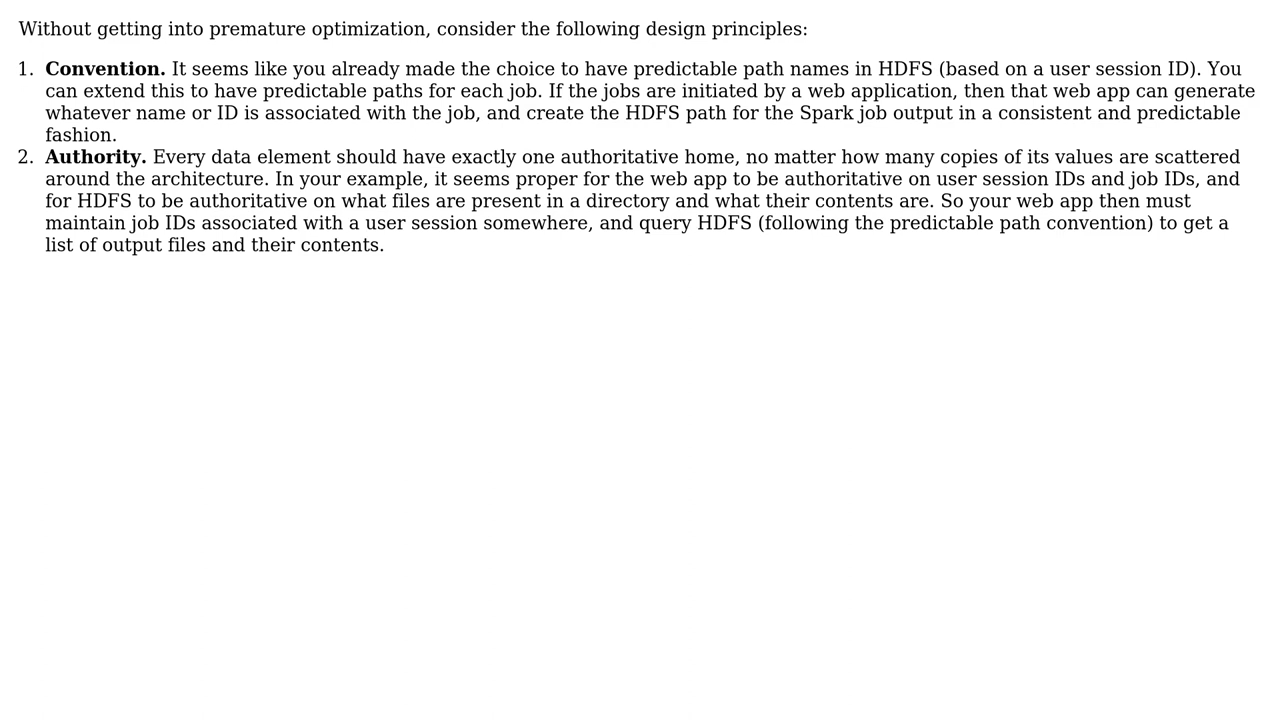 Without getting into premature optimization, consider the following design principles:
1. Convention. It seems like you already made the choice to have predictable path names in HDFS (based on a user session ID). You
can extend this to have predictable paths for each job. If the jobs are initiated by a web application, then that web app can generate
whatever name or ID is associated with the job, and create the HDFS path for the Spark job output in a consistent and predictable
fashion.
2. Authority. Every data element should have exactly one authoritative home, no matter how many copies of its values are scattered
around the architecture. In your example, it seems proper for the web app to be authoritative on user session IDs and job IDs, and
for HDFS to be authoritative on what files are present in a directory and what their contents are. So your web app then must
maintain job IDs associated with a user session somewhere, and query HDFS (following the predictable path convention) to get a
list of output files and their contents.